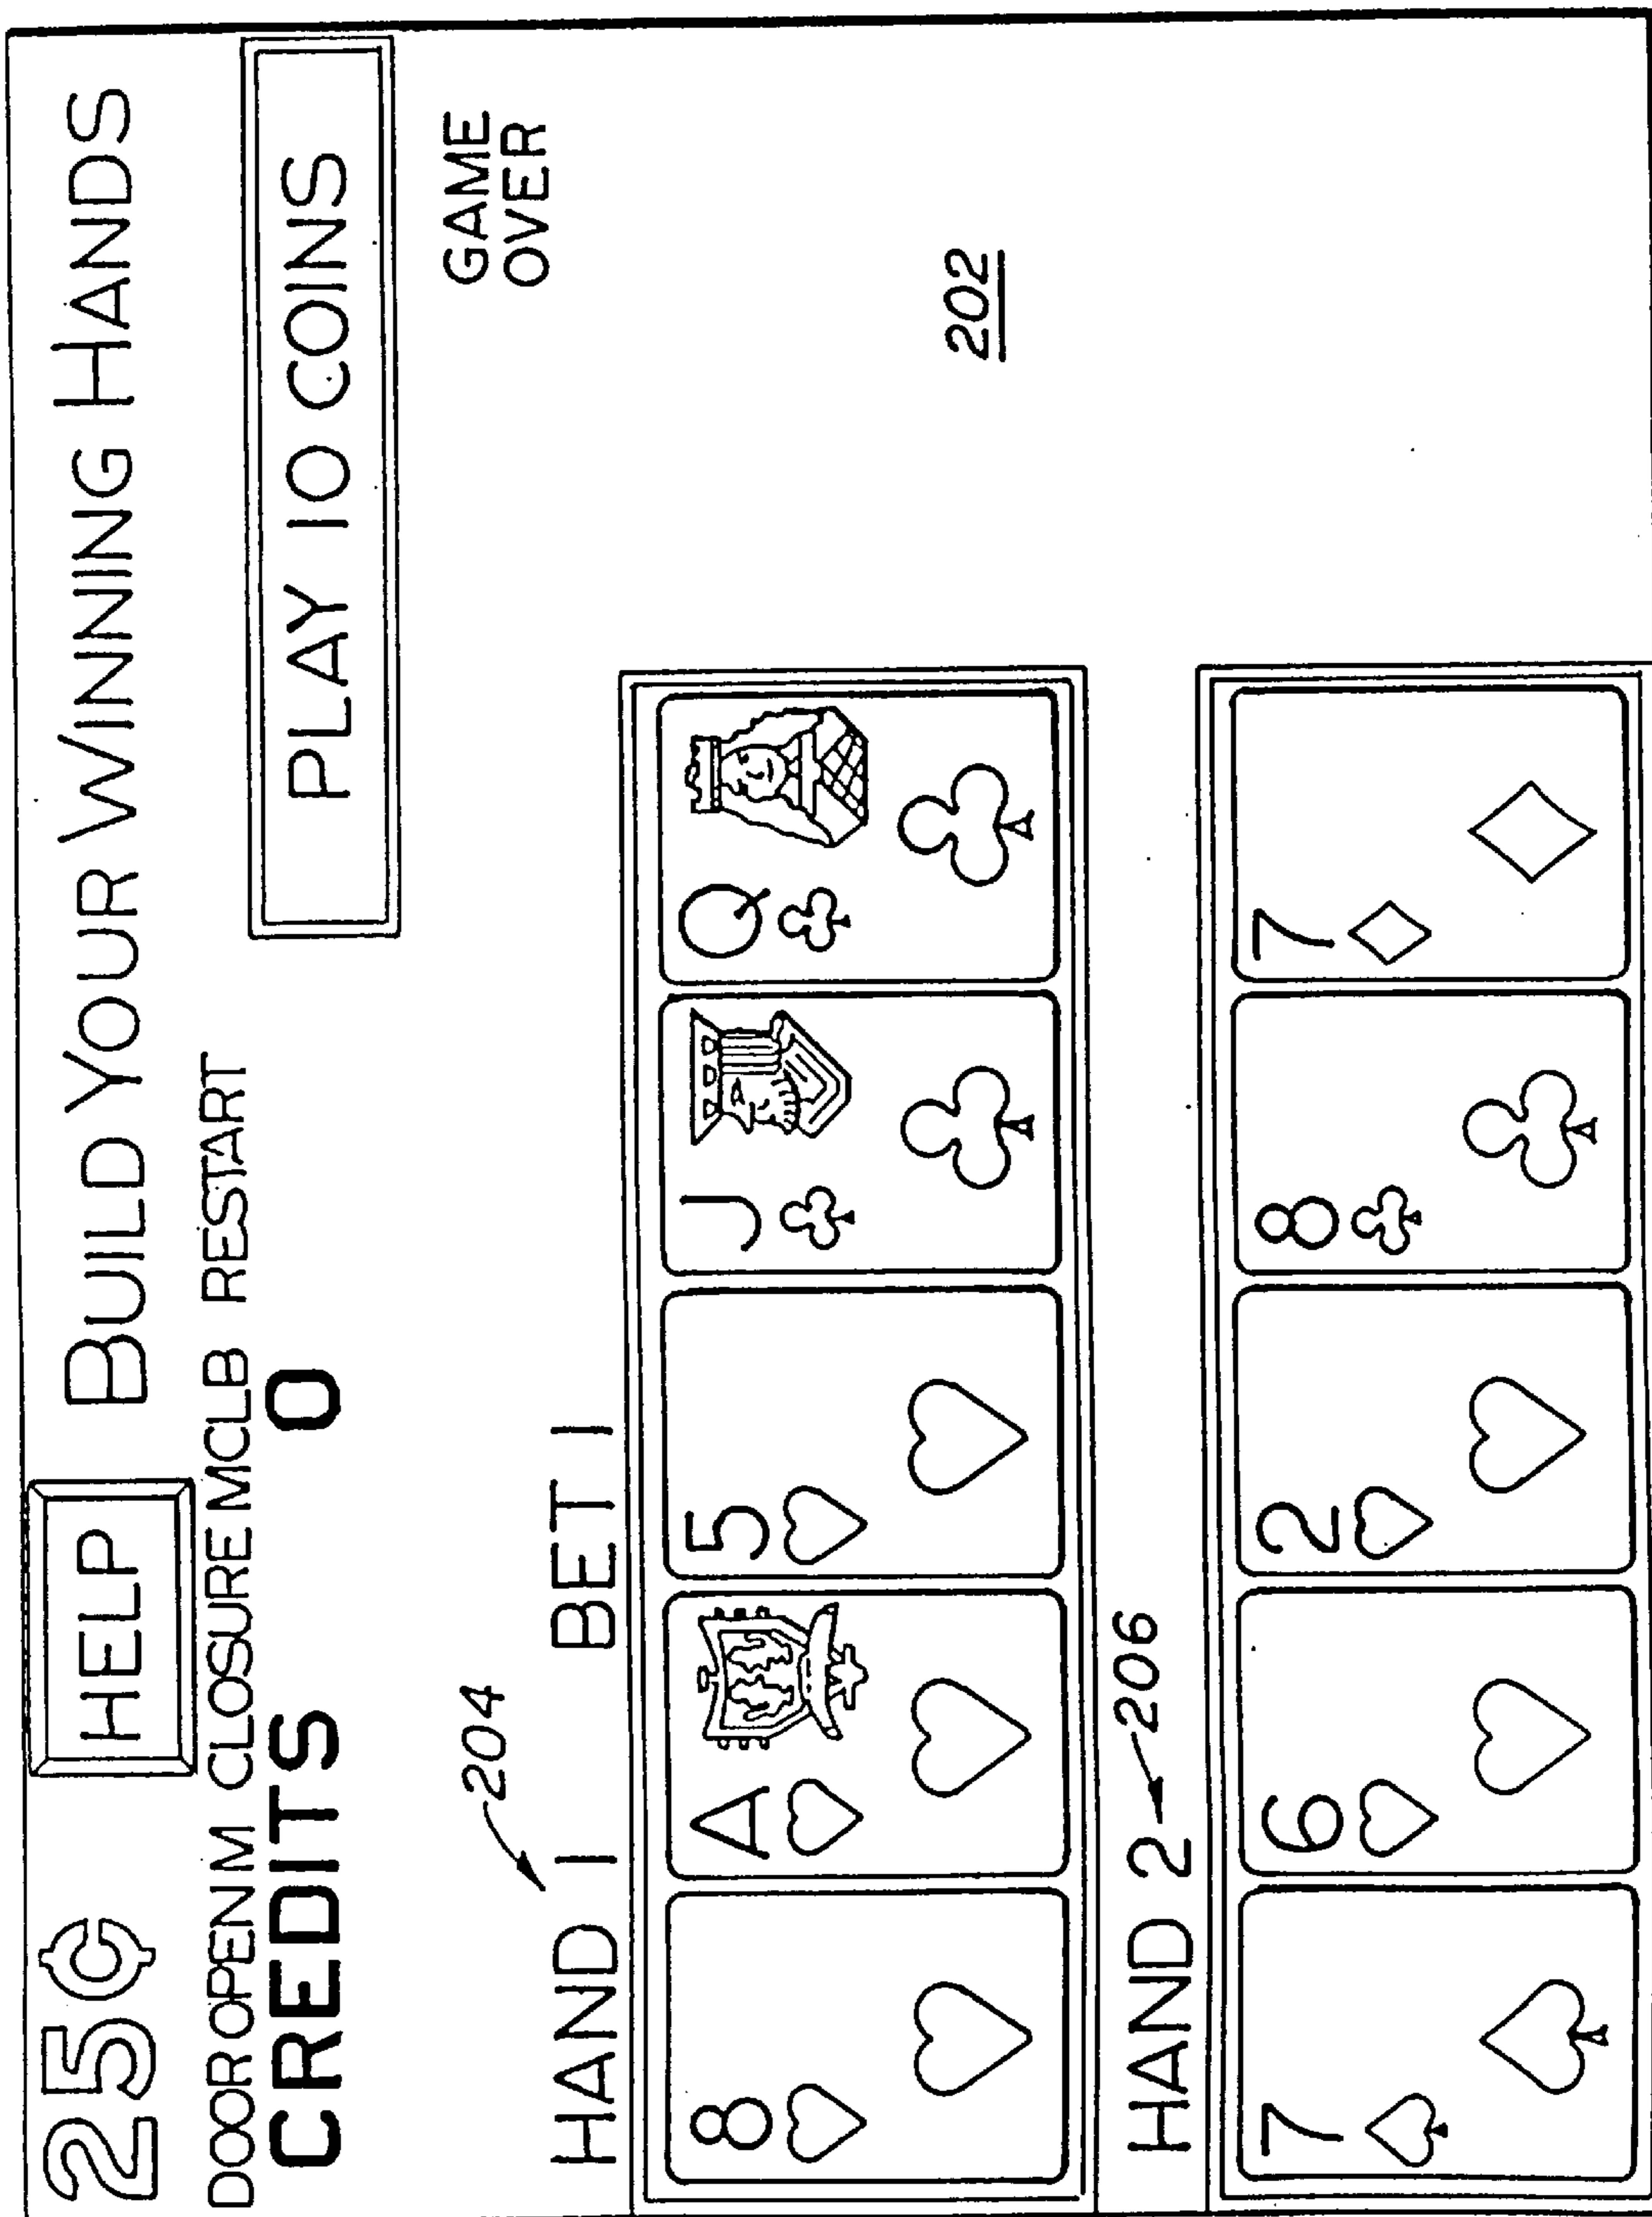 25¢ HELP BUILD YOUR WINNING HANDS
DOOR OPEN M CLOSURE MCLB RESTART
CREDITS 0
PLAY 10 COINS
GAME
OVER
204
HAND 1 BET 1
8 A 5 J Q
202
HAND 2 206
7 6 2 8 7